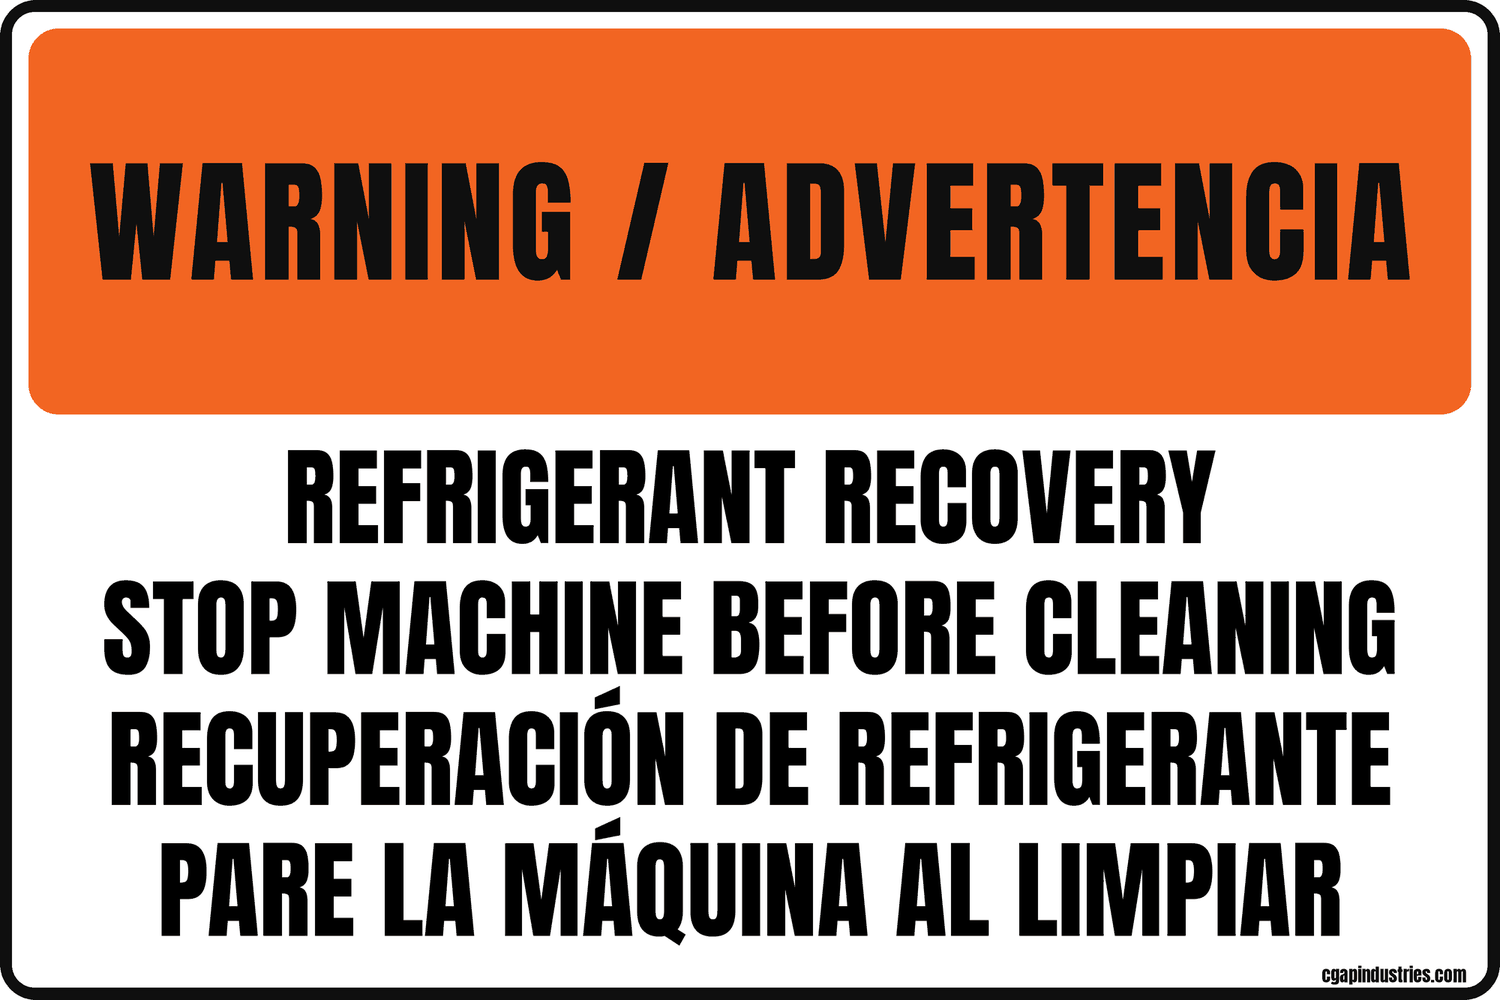 WARNING / ADVERTENCIA
REFRIGERANT RECOVERY
STOP MACHINE BEFORE CLEANING
RECUPERACIÓN DE REFRIGERANTE
PARE LA MÁQUINA AL LIMPIAR
cgapindustries.com